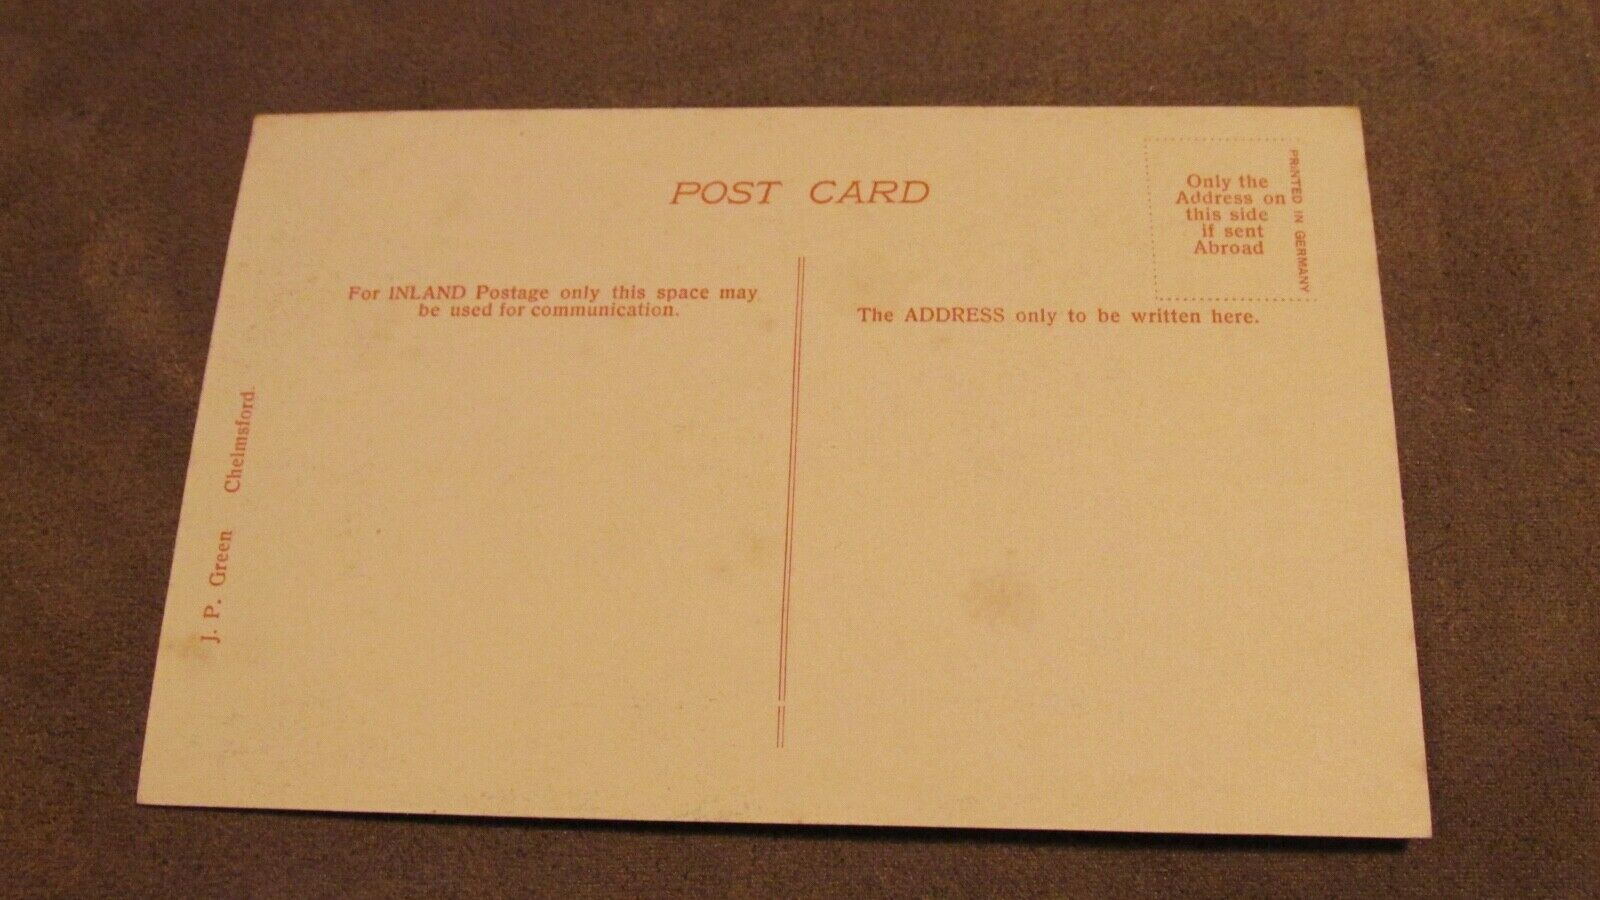 POST CARD
Only the
Address on
this side
if sent
Abroad
PRINTED IN GERMANY
For INLAND Postage only this space may
be used for communication.
The ADDRESS only to be written here.
J. P. Green Chelmsford.